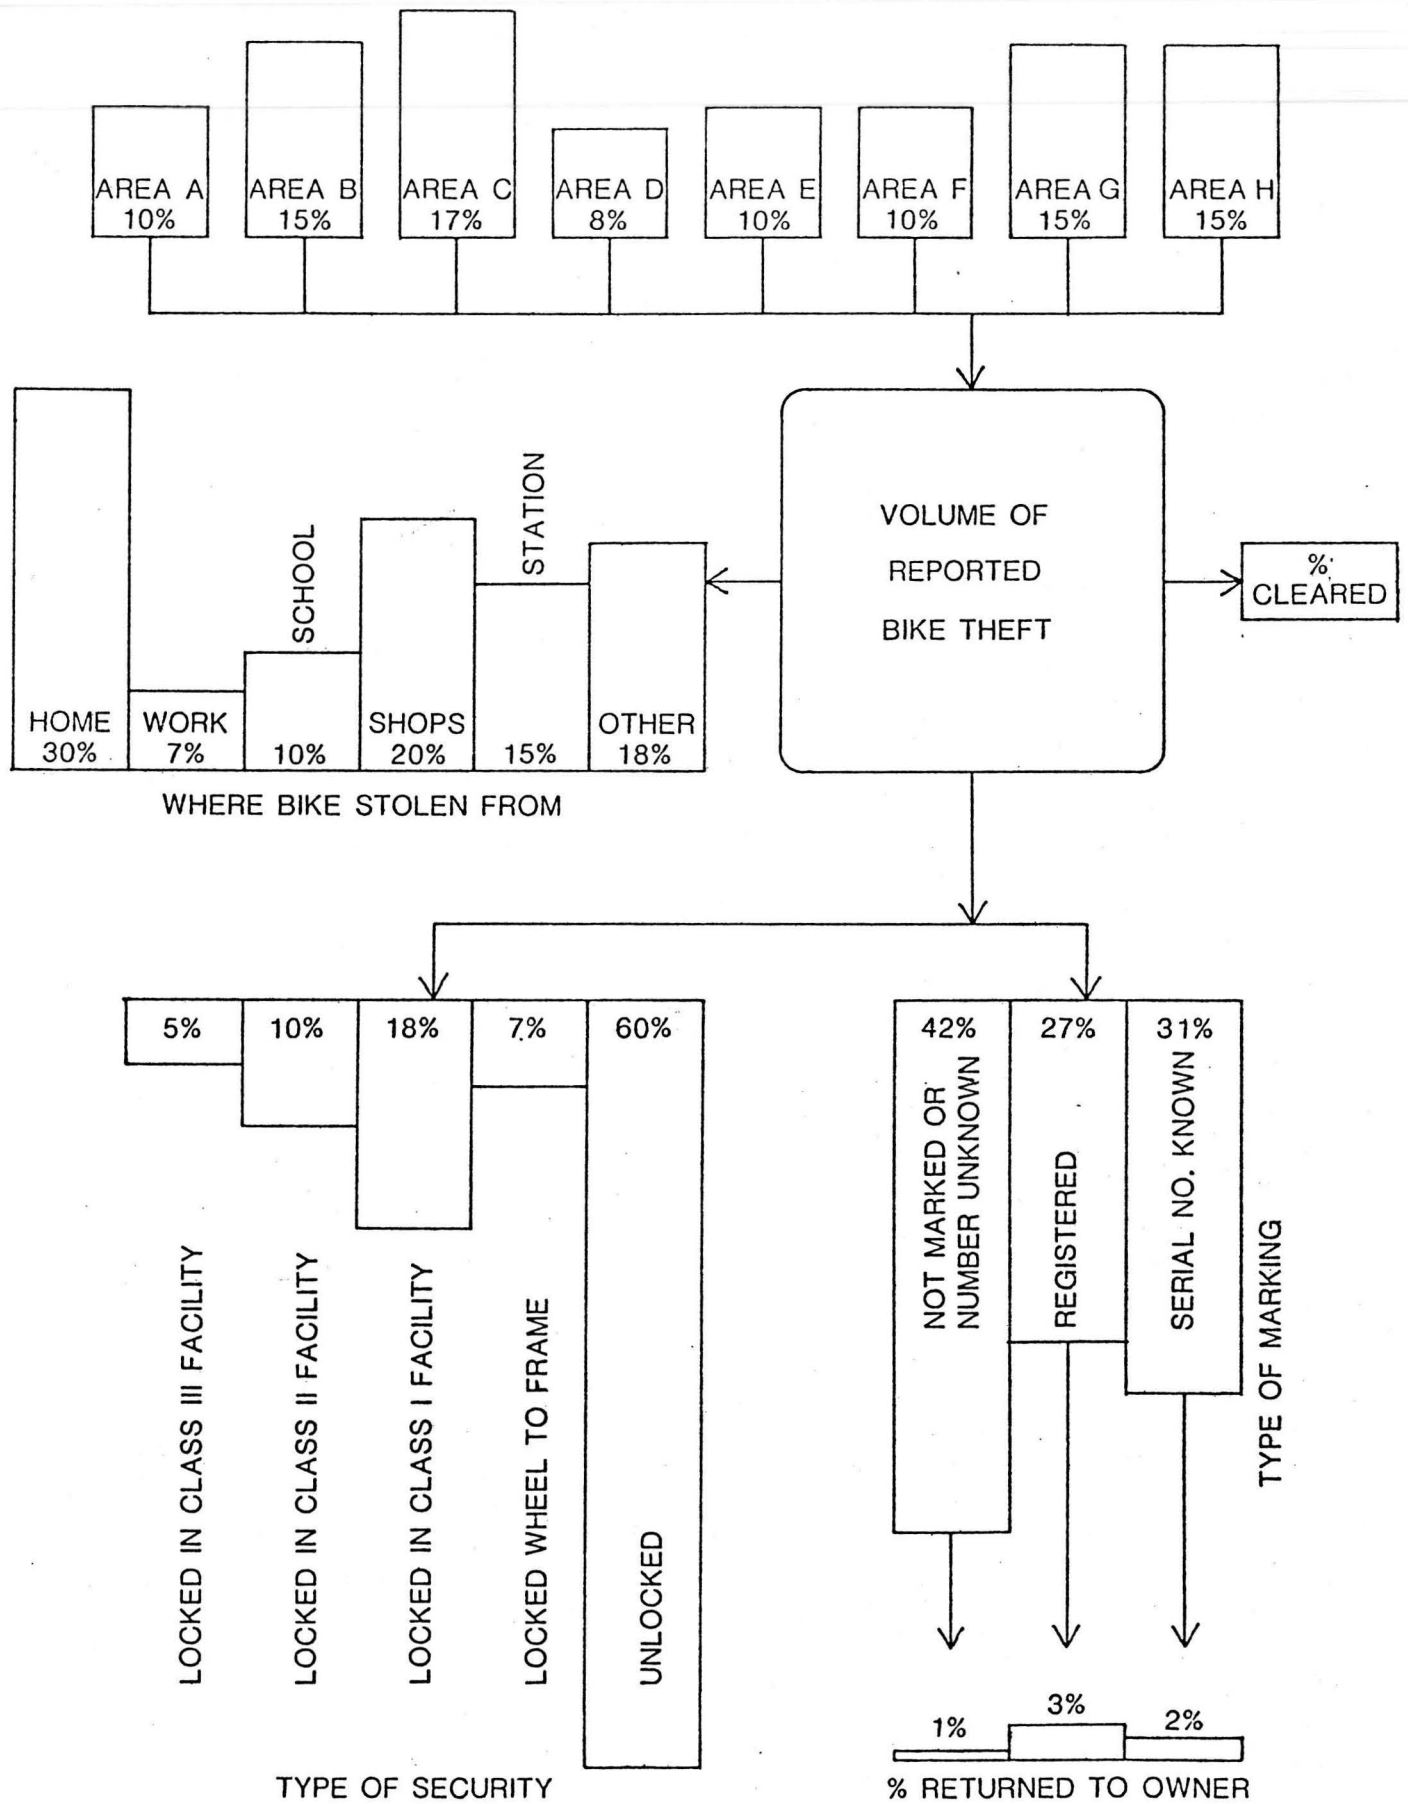 AREA A
10%
AREA B
15%
AREA C
17%
AREA D
8%
AREA E
10%
AREA F
10%
AREA G
15%
AREA H
15%
VOLUME OF
REPORTED
BIKE THEFT
%
CLEARED
HOME
30%
WORK
7%
SCHOOL
10%
SHOPS
20%
STATION
15%
OTHER
18%
WHERE BIKE STOLEN FROM
5%
LOCKED IN CLASS III FACILITY
10%
LOCKED IN CLASS II FACILITY
18%
LOCKED IN CLASS I FACILITY
7%
LOCKED WHEEL TO FRAME
60%
UNLOCKED
TYPE OF SECURITY
42%
NOT MARKED OR
NUMBER UNKNOWN
27%
REGISTERED
31%
SERIAL NO. KNOWN
TYPE OF MARKING
1%
3%
2%
% RETURNED TO OWNER